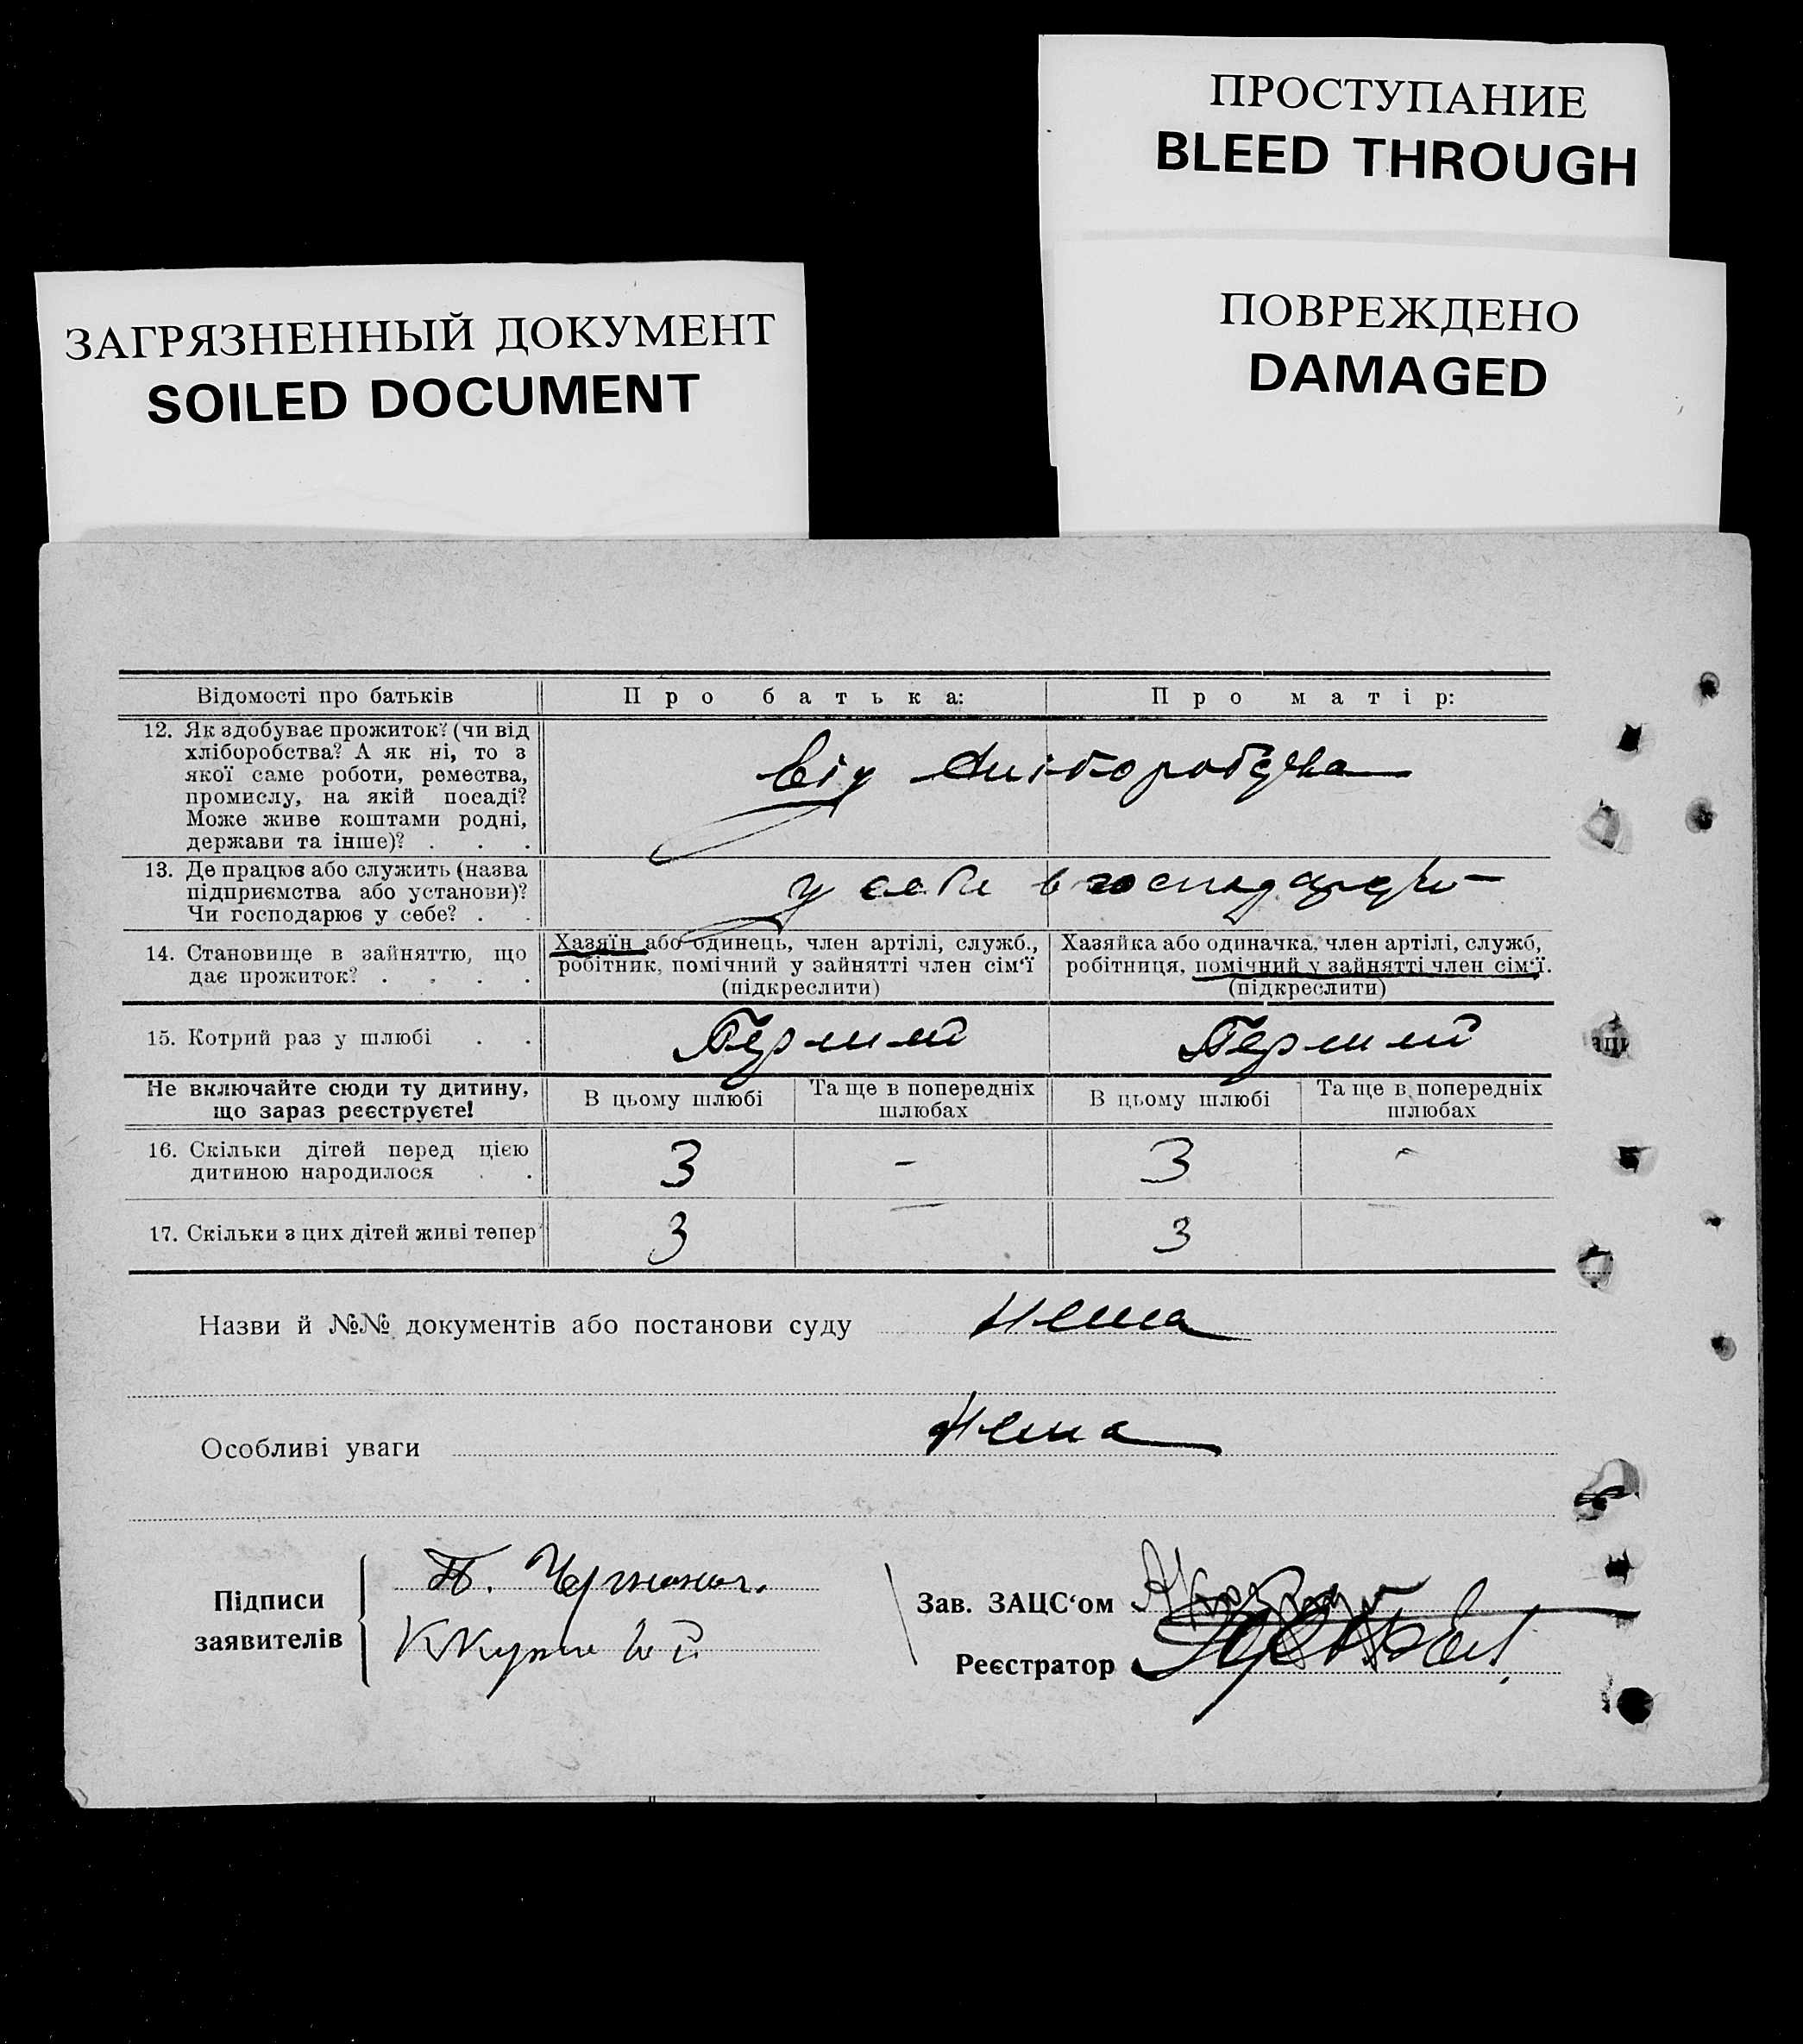 ПРОСТУПАНИЕ
BLEED THROUGH
ЗАГРЯЗНЕННЫЙ ДОКУМЕНТ
SOILED DOCUMENT
ПОВРЕЖДЕНО
DAMAGED
Відомості про батьків
Про батька:
Про матір:
12. Як здобуває прожиток? (чи від
хліборобства? А як ні, то з
якої саме роботи, ремества,
промислу, на якій посаді?
Може живе коштами родні,
держави та інше)? . . .
від хліборобства
13. Де працює або служить (назва
підприємства або установи)?
Чи господарює у себе? . .
у себе в господарстві
14. Становище в зайняттю, що
дає прожиток? . . . .
Хазяїн або одинець, член артілі, служб.,
робітник, помічний у зайнятті член сім‘ї
(підкреслити)
Хазяйка або одиначка, член артілі, служб,
робітниця, помічний у зайнятті член сім‘ї.
(підкреслити)
15. Котрий раз у шлюбі . .
Первий
Первий
Не включайте сюди ту дитину,
що зараз реєструєте!
В цьому шлюбі
Та ще в попередніх
шлюбах
В цьому шлюбі
Та ще в попередніх
шлюбах
16. Скільки дітей перед цією
дитиною народилося . .
3
-
3
-
17. Скільки з цих дітей живі тепер
3
—
3
—
Назви й №№ документів або постанови суду Нема
Особливі уваги Нема
Підписи
заявителів
П.
К
Зав. ЗАЦС‘ом
Реєстратор